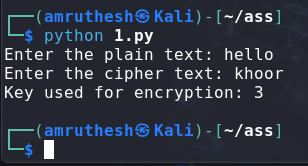 ┌──(amruthesh㉿Kali)-[~/ass]
└─$ python 1.py
Enter the plain text: hello
Enter the cipher text: khoor
Key used for encryption: 3
┌──(amruthesh㉿Kali)-[~/ass]
└─$